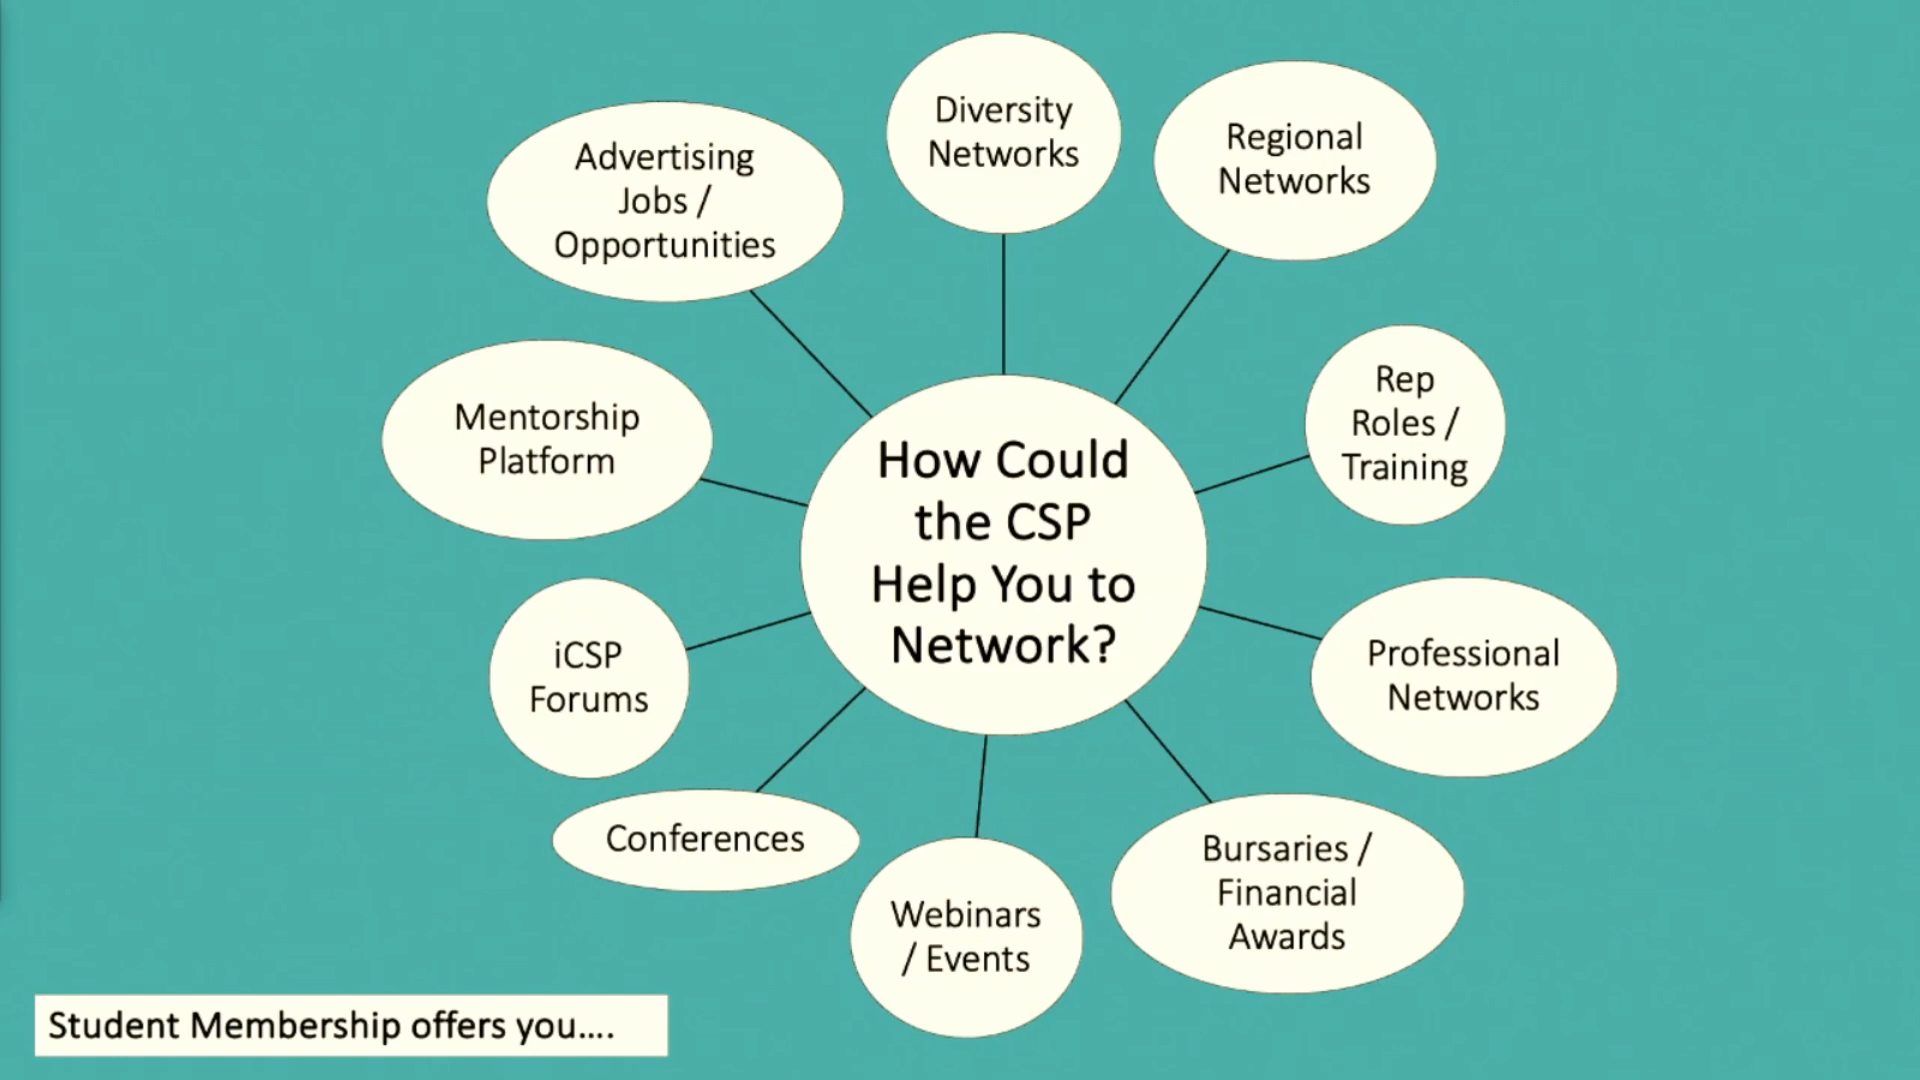 Diversity
Networks
Regional
Networks
Advertising
Jobs /
Opportunities
Rep
Roles /
Training
Mentorship
Platform
How Could
the CSP
Help You to
Network?
iCSP
Forums
Professional
Networks
Conferences
Webinars
/ Events
Bursaries /
Financial
Awards
Student Membership offers you....